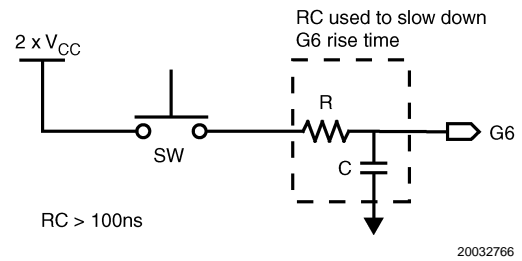 RC used to slow down
G6 rise time
2 x VCC
R
G6
SW
C
RC > 100ns
20032766